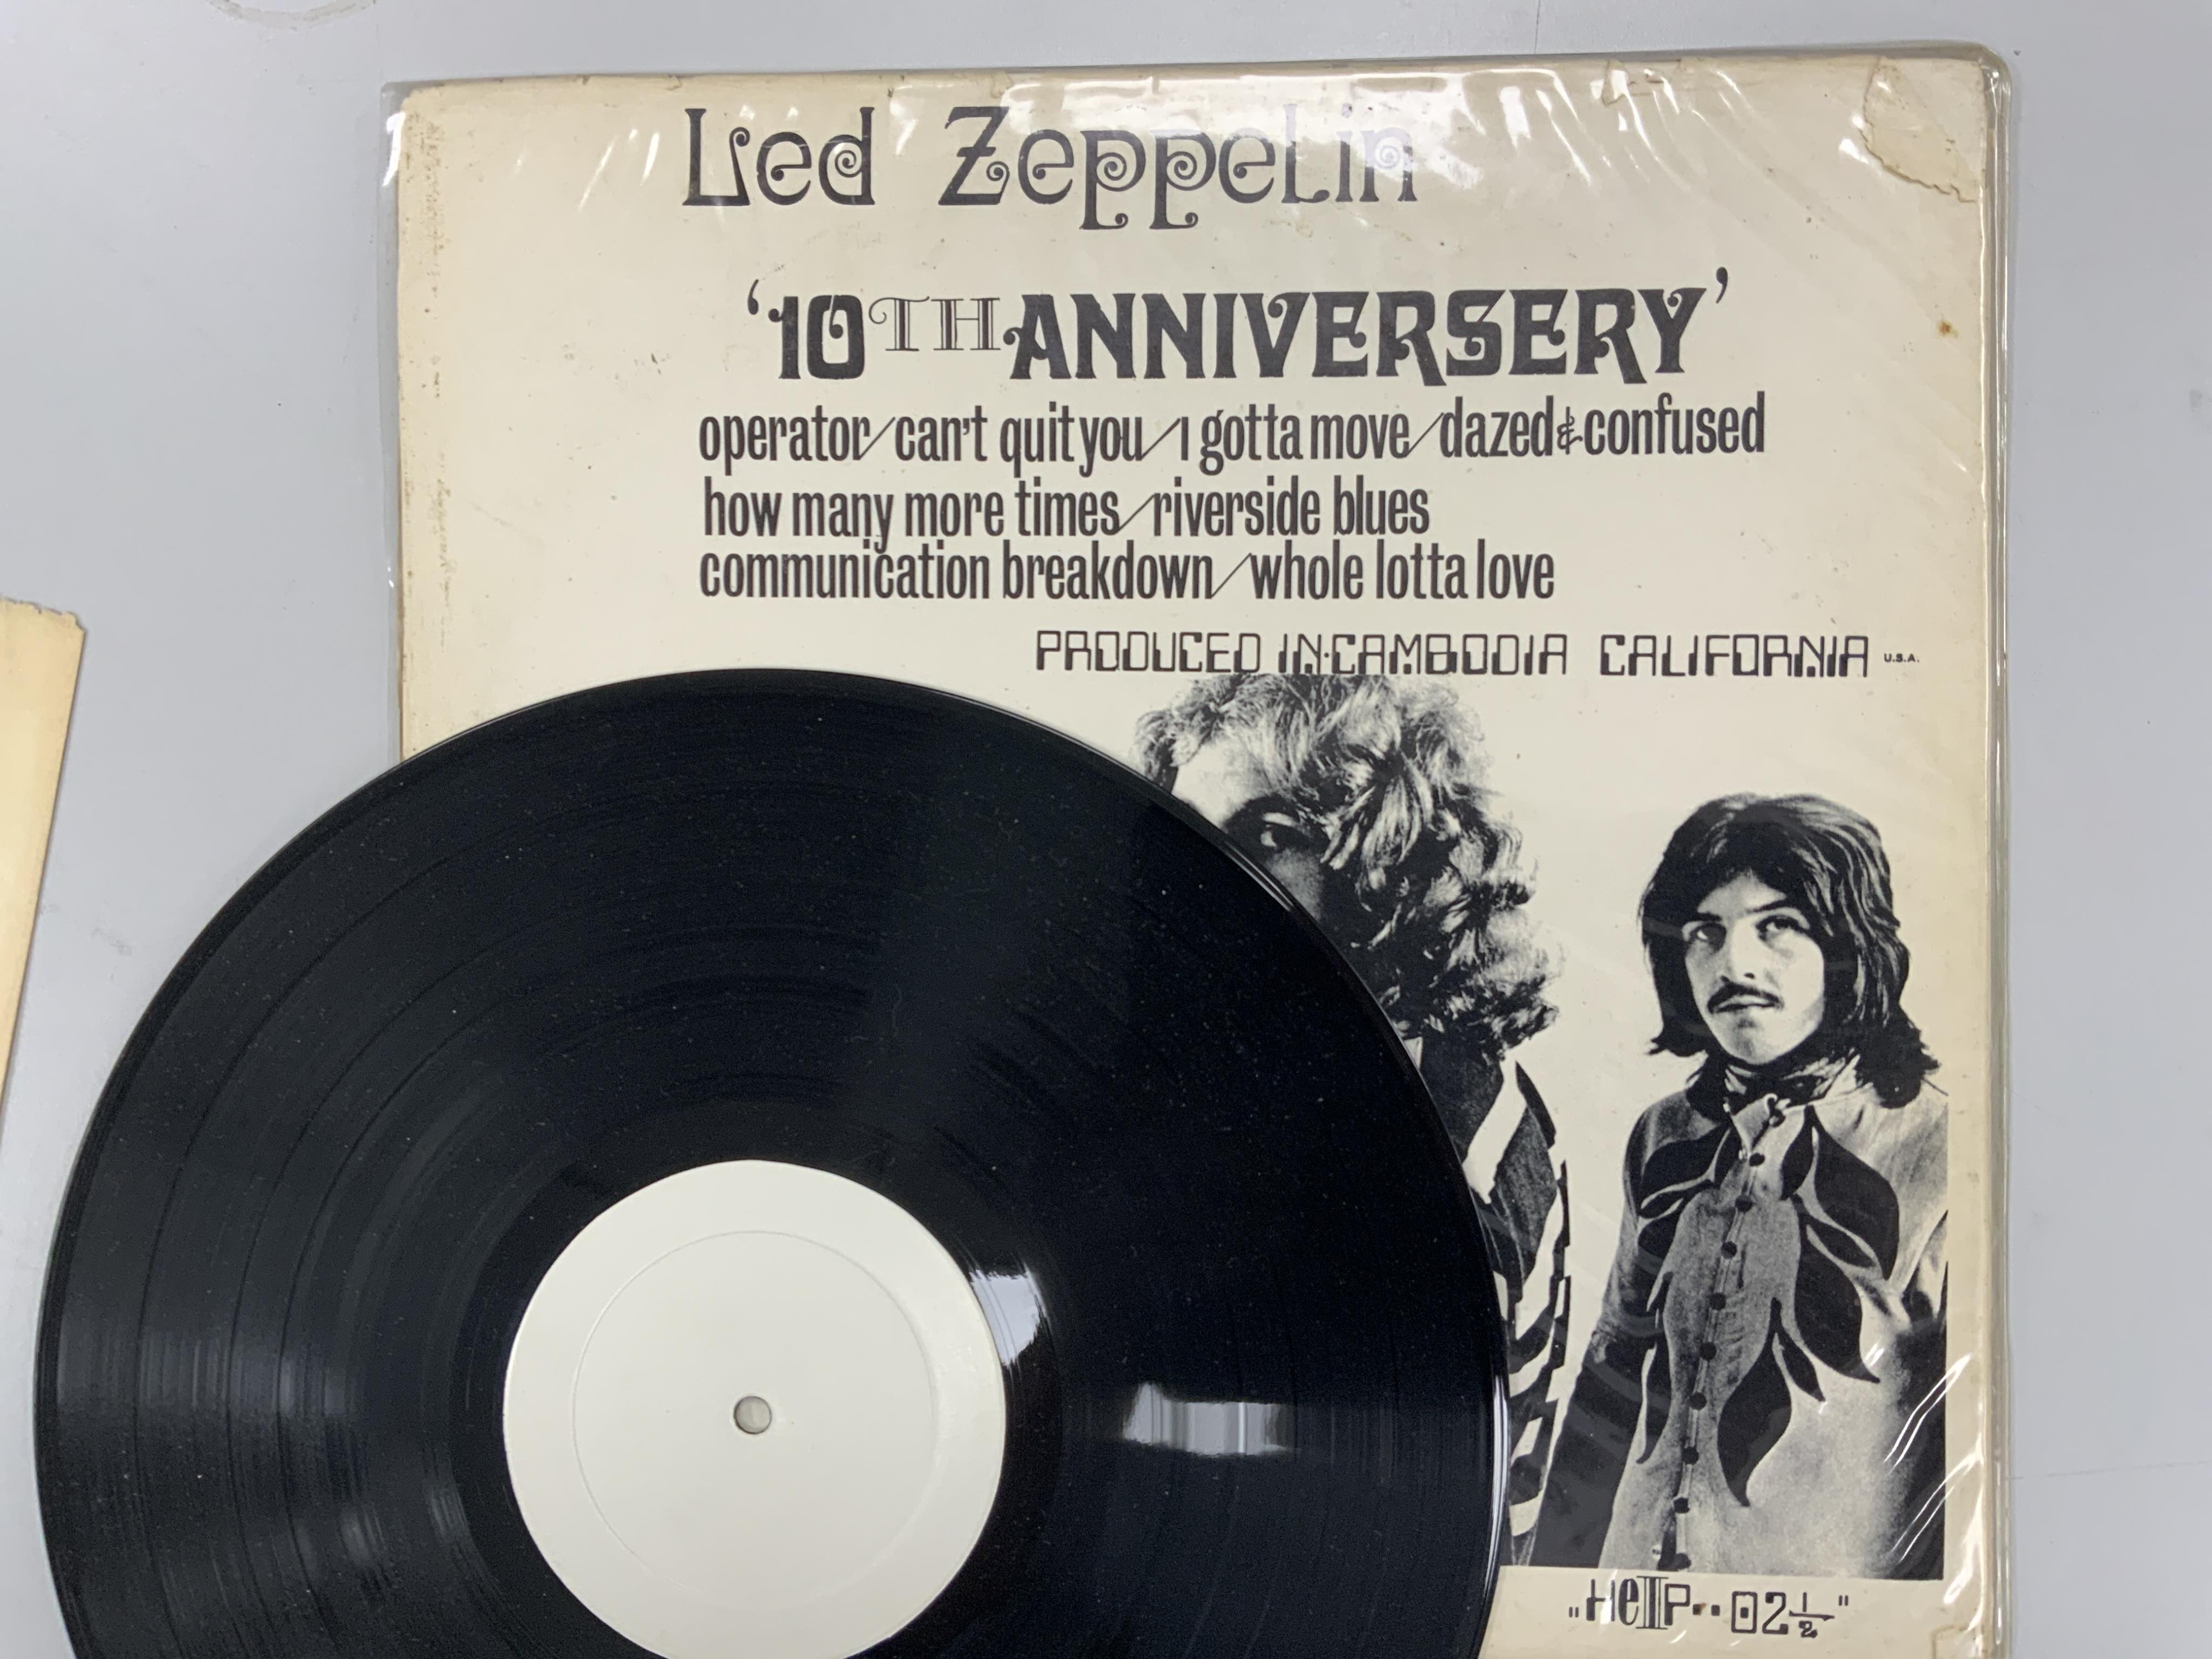 Led Zeppelin
'10TH ANNIVERSERY'
operator/can't quit you/I gotta move/dazed & confused
how many more times/riverside blues
communication breakdown/whole lotta love
PRODUCED IN·CAMBODIA CALIFORNIA U.S.A.
„HelP··02½"